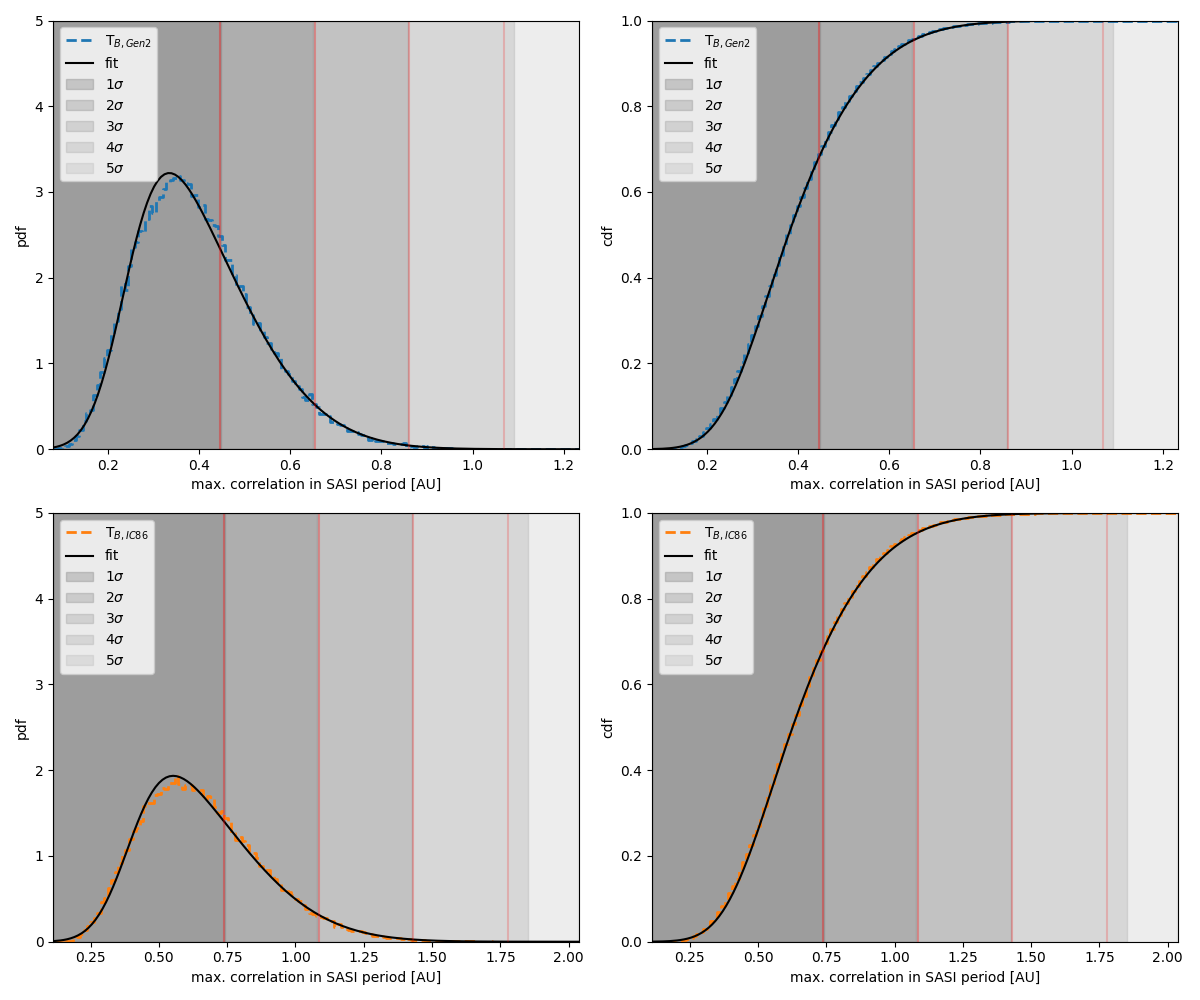 5
4
3
2
1
0
pdf
T_{B,Gen2}
fit
1σ
2σ
3σ
4σ
5σ
0.2 0.4 0.6 0.8 1.0 1.2
max. correlation in SASI period [AU]
1.0
0.8
0.6
0.4
0.2
0.0
cdf
T_{B,Gen2}
fit
1σ
2σ
3σ
4σ
5σ
0.2 0.4 0.6 0.8 1.0 1.2
max. correlation in SASI period [AU]
5
4
3
2
1
0
pdf
T_{B,IC86}
fit
1σ
2σ
3σ
4σ
5σ
0.25 0.50 0.75 1.00 1.25 1.50 1.75 2.00
max. correlation in SASI period [AU]
1.0
0.8
0.6
0.4
0.2
0.0
cdf
T_{B,IC86}
fit
1σ
2σ
3σ
4σ
5σ
0.25 0.50 0.75 1.00 1.25 1.50 1.75 2.00
max. correlation in SASI period [AU]